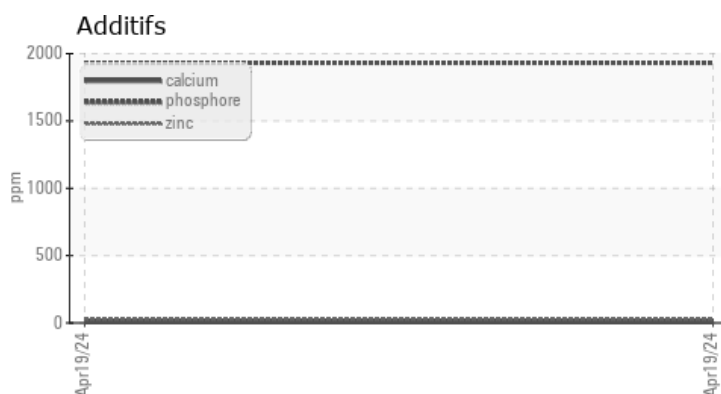 Additifs
2000
calcium
phosphore
zinc
1500
1000
500
0
ppm
Apr19/24
Apr19/24